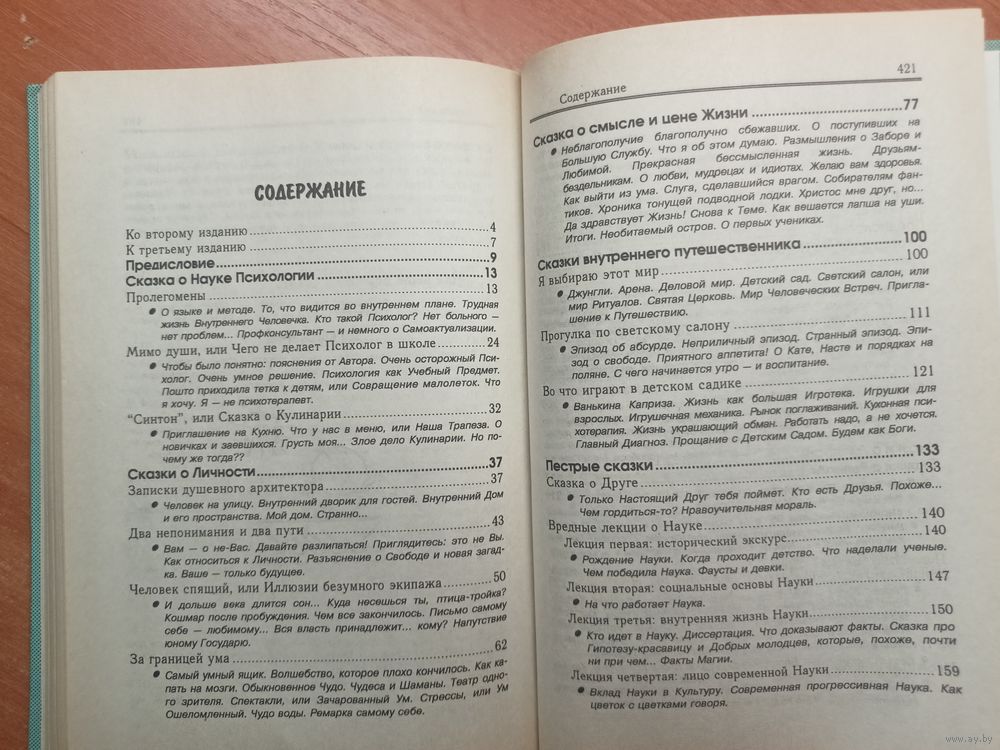 СОДЕРЖАНИЕ
Ко второму изданию ........ 4
К третьему изданию ........ 7
Предисловие ........ 9
Сказка о Науке Психологии ........ 13
Пролегомены ........ 13
● О языке и методе. То, что видится во внутреннем плане. Трудная
жизнь Внутреннего Человечка. Кто такой Психолог? Нет больного –
нет проблем... Профконсультант — и немного о Самоактуализации.
Мимо души, или Чего не делает Психолог в школе ........ 24
● Чтобы было понятно: пояснения от Автора. Очень осторожный Пси-
холог. Очень умное решение. Психология как Учебный Предмет.
Пошто приходила тетка к детям, или Совращение малолеток. Что
я хочу. Я — не психотерапевт.
“Синтон”, или Сказка о Кулинарии ........ 32
● Приглашение на Кухню. Что у нас в меню, или Наша Трапеза. О
новичках и заевшихся. Грусть моя... Злое дело Кулинарии. Но по-
чему же тогда??
Сказки о Личности ........ 37
Записки душевного архитектора ........ 37
● Человек на улицу. Внутренний дворик для гостей. Внутренний Дом
и его пространства. Мой дом. Странно...
Два непонимания и два пути ........ 43
● Вам — о не-Вас. Давайте разлипаться! Приглядитесь: это не Вы.
Как относиться к Личности. Разъяснение о Свободе и новая загад-
ка. Ваше — только будущее.
Человек спящий, или Иллюзии безумного экипажа ........ 50
● И дольше века длится сон... Куда несешься ты, птица-тройка?
Кошмар после пробуждения. Чем все закончилось. Письмо самому
себе — любимому... Вся власть принадлежит... кому? Напутствие
юному Государю.
За границей ума ........ 62
● Самый умный ящик. Волшебство, которое плохо кончилось. Как ка-
пать на мозги. Обыкновенное Чудо. Чудеса и Шаманы. Театр одно-
го зрителя. Спектакли, или Зачарованный Ум. Стрессы, или Ум
Ошеломленный. Чудо воды. Ремарка самому себе.
Содержание 421
Сказка о смысле и цене Жизни ........ 77
● Неблагополучие благополучно сбежавших. О поступивших на
Большую Службу. Что я об этом думаю. Размышления о Заборе и
Любимой. Прекрасная бессмысленная жизнь. Друзьям-
бездельникам. О любви, мудрецах и идиотах. Желаю вам здоровья.
Как выйти из ума. Слуга, сделавшийся врагом. Собирателям фан-
тиков. Хроника тонущей подводной лодки. Христос мне друг, но...
Да здравствует Жизнь! Снова к Теме. Как вешается лапша на уши.
Итоги. Необитаемый остров. О первых учениках.
Сказки внутреннего путешественника ........ 100
Я выбираю этот мир ........ 100
● Джунгли. Арена. Деловой мир. Детский сад. Светский салон, или
мир Ритуалов. Святая Церковь. Мир Человеческих Встреч. Пригла-
шение к Путешествию.
Прогулка по светскому салону ........ 111
● Эпизод об абсурде. Неприличный эпизод. Странный эпизод. Эпи-
зод о свободе. Приятного аппетита! О Кате, Насте и порядках на
поляне. С чего начинается утро — и воспитание.
Во что играют в детском садике ........ 121
● Ванькина Каприза. Жизнь как большая Игротека. Игрушки для
взрослых. Игрушечная механика. Рынок поглаживаний. Кухонная пси-
хотерапия. Жизнь украшающий обман. Работать надо, а не хочется.
Главный Диагноз. Прощание с Детским Садом. Будем как Боги.
Пестрые сказки ........ 133
Сказка о Друге ........ 133
● Только Настоящий Друг тебя поймет. Кто есть Друзья. Похоже...
Чем гордиться-то? Нравоучительная мораль.
Вредные лекции о Науке ........ 140
Лекция первая: исторический экскурс ........ 140
● Рождение Науки. Когда проходит детство. Что наделали ученые.
Чем победила Наука. Фаусты и девки.
Лекция вторая: социальные основы Науки ........ 147
● На что работает Наука.
Лекция третья: внутренняя жизнь Науки ........ 150
● Кто идет в Науку. Диссертация. Что доказывают факты. Сказка про
Гипотезу-красавицу и Добрых молодцев, которые, похоже, почти
ни при чем... Факты Магии.
Лекция четвертая: лицо современной Науки ........ 159
● Вклад Науки в Культуру. Современная прогрессивная Наука. Как
цветок с цветками говоря.
www.ay.by